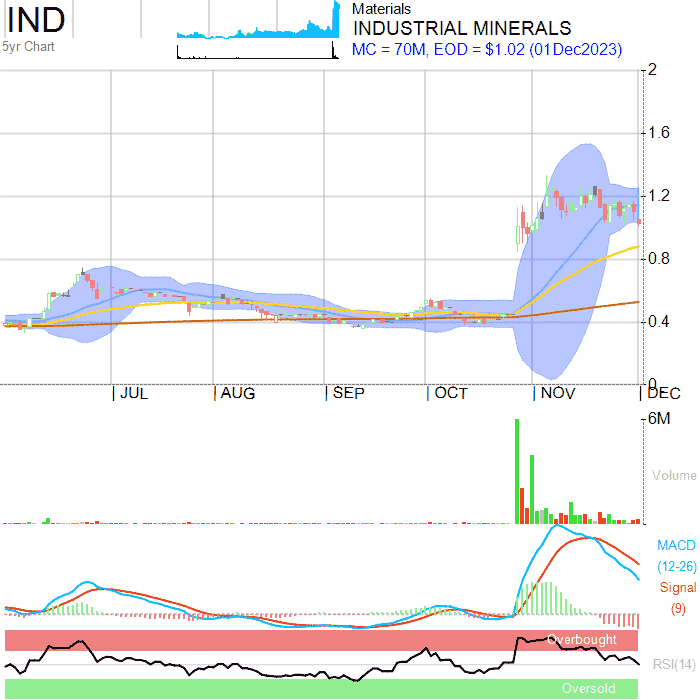 IND
5yr Chart
Materials
INDUSTRIAL MINERALS
MC = 70M, EOD = $1.02 (01Dec2023)
2
1.6
1.2
0.8
0.4
0
JUL AUG SEP OCT NOV DEC
6M
Volume
MACD
(12-26)
Signal
(9)
Overbought
RSI(14)
Oversold